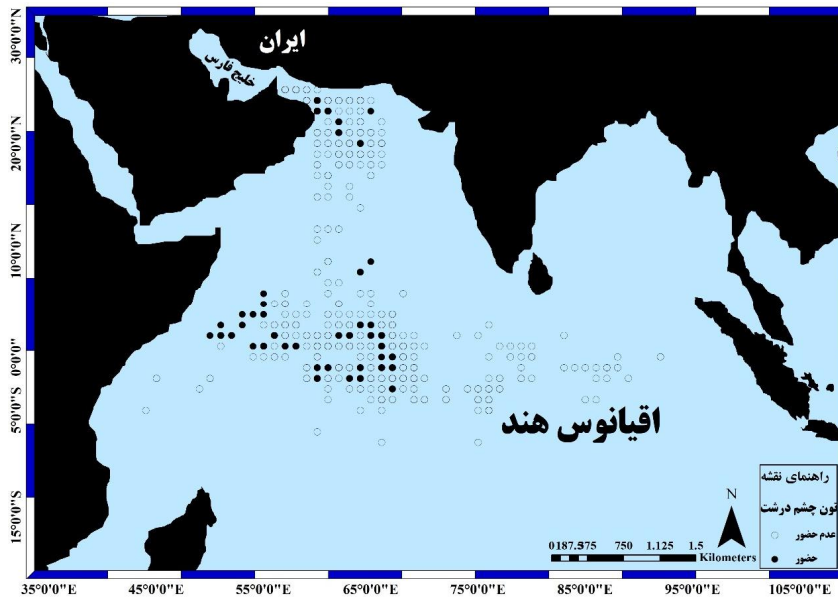 ایران
خلیج فارس
اقیانوس هند
30°0'0"N
20°0'0"N
10°0'0"N
0°0'0"
5°0'0"S
15°0'0"S
راهنمای نقشه
تون چشم درشت
عدم حضور
حضور
N
0 187.5 375 750 1.125 1.5
Kilometers
35°0'0"E 45°0'0"E 55°0'0"E 75°0'0"E 85°0'0"E 95°0'0"E 105°0'0"E